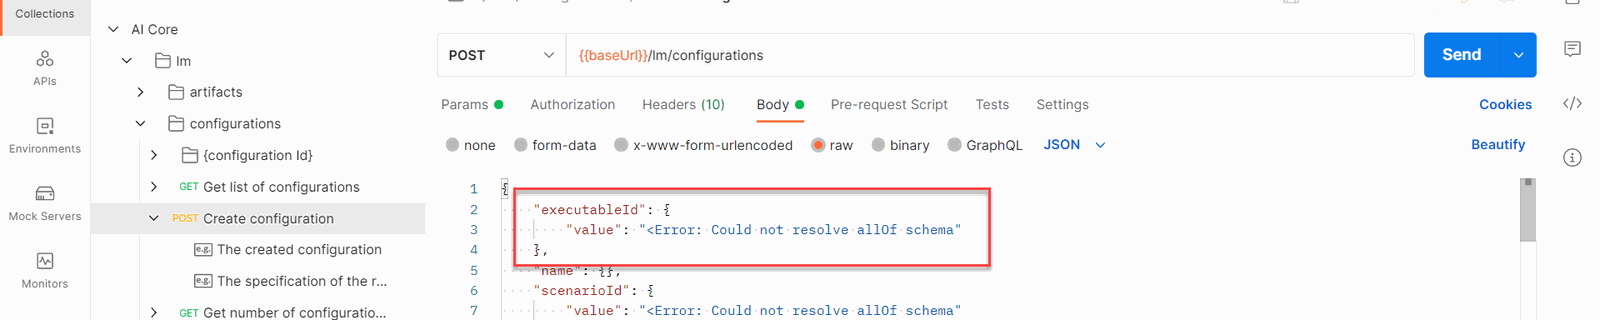 Collections
APIs
Environments
Mock Servers
Monitors
AI Core
lm
artifacts
configurations
{configuration Id}
GET Get list of configurations
POST Create configuration
e.g. The created configuration
e.g. The specification of the r...
GET Get number of configuratio...
POST
{{baseUrl}}/lm/configurations
Send
Params
Authorization
Headers (10)
Body
Pre-request Script
Tests
Settings
Cookies
none
form-data
x-www-form-urlencoded
raw
binary
GraphQL
JSON
Beautify
1 {
2 "executableId": {
3 "value": "<Error: Could not resolve allOf schema"
4 },
5 "name": {},
6 "scenarioId": {
7 "value": "<Error: Could not resolve allOf schema"